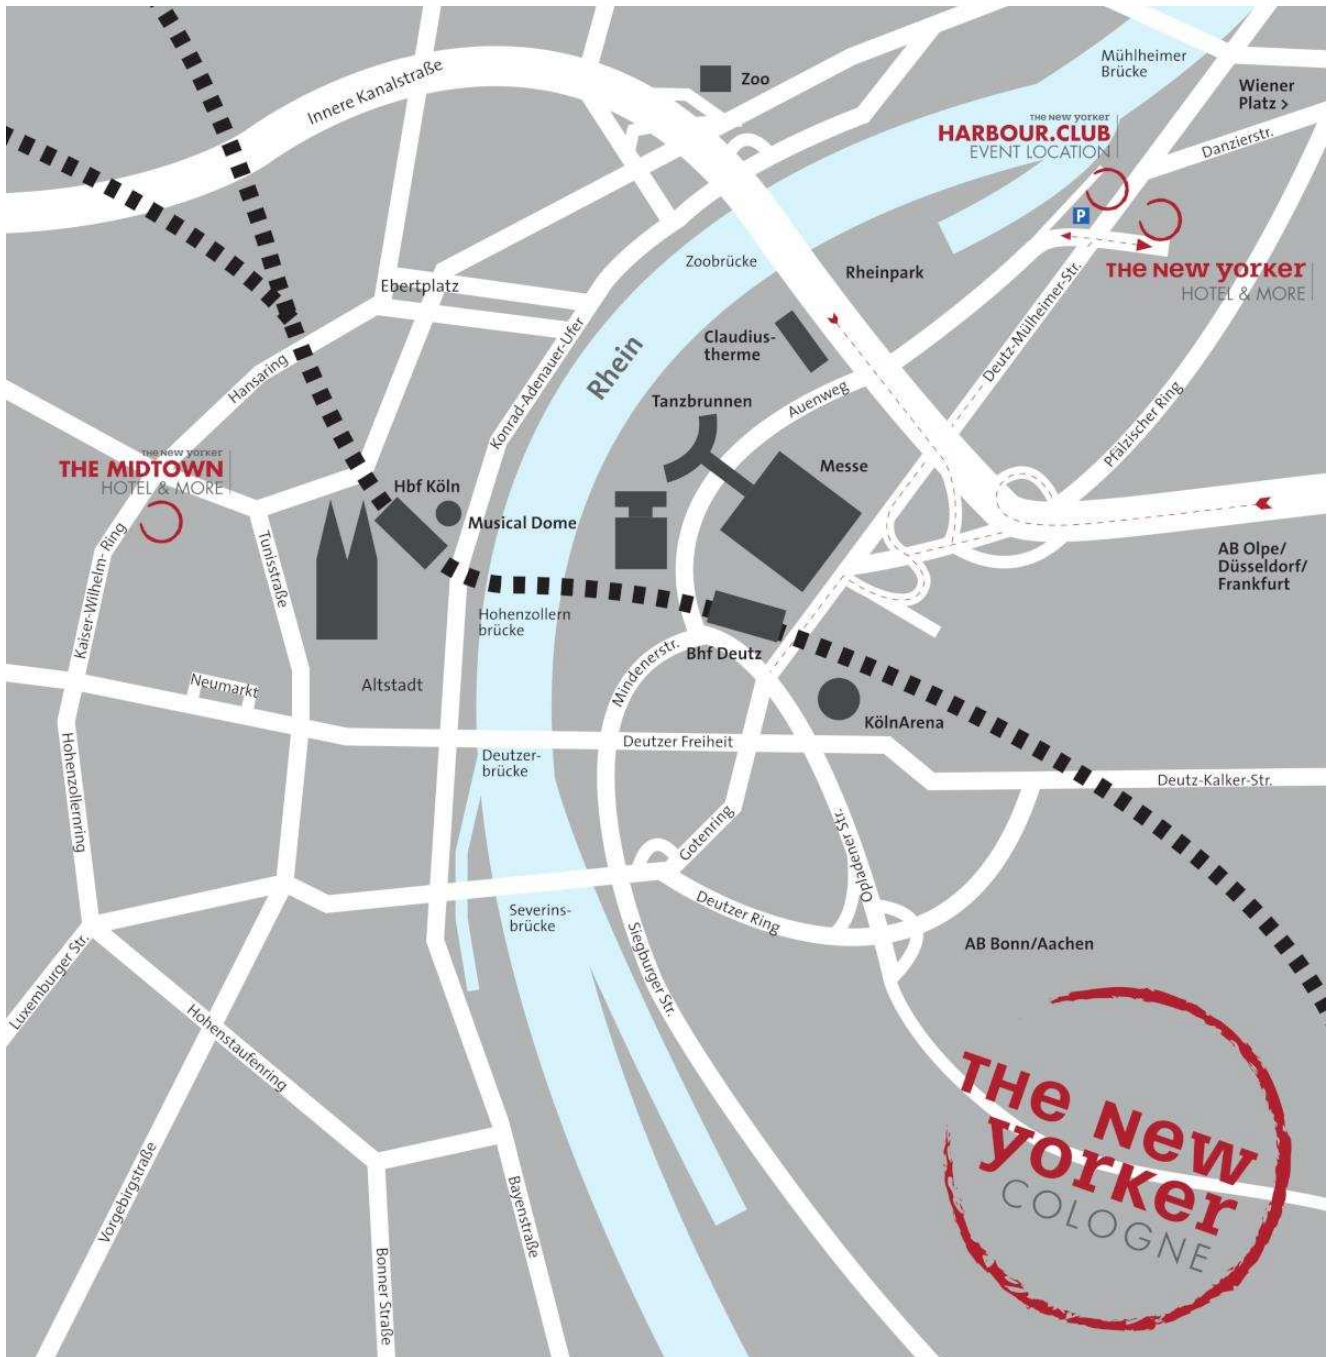 Innere Kanalstraße
Zoo
Mühlheimer
Brücke
Wiener
Platz >
THE NEW YORKER
HARBOUR.CLUB
EVENT LOCATION
Danzierstr.
P
Zoobrücke
Rheinpark
THE NEW YORKER
HOTEL & MORE
Ebertplatz
Claudius-
therme
Rhein
Konrad-Adenauer-Ufer
Deutz-Mülheimer-Str.
Hansaring
Tanzbrunnen
Auenweg
Pfälzischer Ring
THE NEW YORKER
THE MIDTOWN
HOTEL & MORE
Hbf Köln
Messe
Musical Dome
Kaiser-Wilhelm- Ring
Tunisstraße
AB Olpe/
Düsseldorf/
Frankfurt
Hohenzollern
brücke
Mindenerstr.
Bhf Deutz
Neumarkt
Altstadt
KölnArena
Hohenzollernring
Deutzer Freiheit
Deutzer-
brücke
Deutz-Kalker-Str.
Gotenring
Opladener Str.
Severins-
brücke
Deutzer Ring
Siegburger Str.
AB Bonn/Aachen
Luxemburger Str.
Hohenstaufenring
Vorgebirgstraße
Bonner Straße
Bayenstraße
THE NEW
YORKER
COLOGNE